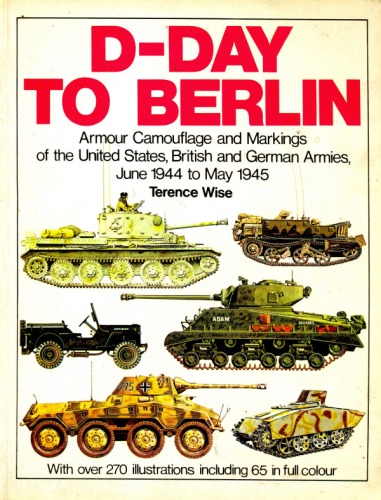 D-DAY
TO BERLIN
Armour Camouflage and Markings
of the United States, British and German Armies,
June 1944 to May 1945
Terence Wise
ADAM
75
With over 270 illustrations including 65 in full colour